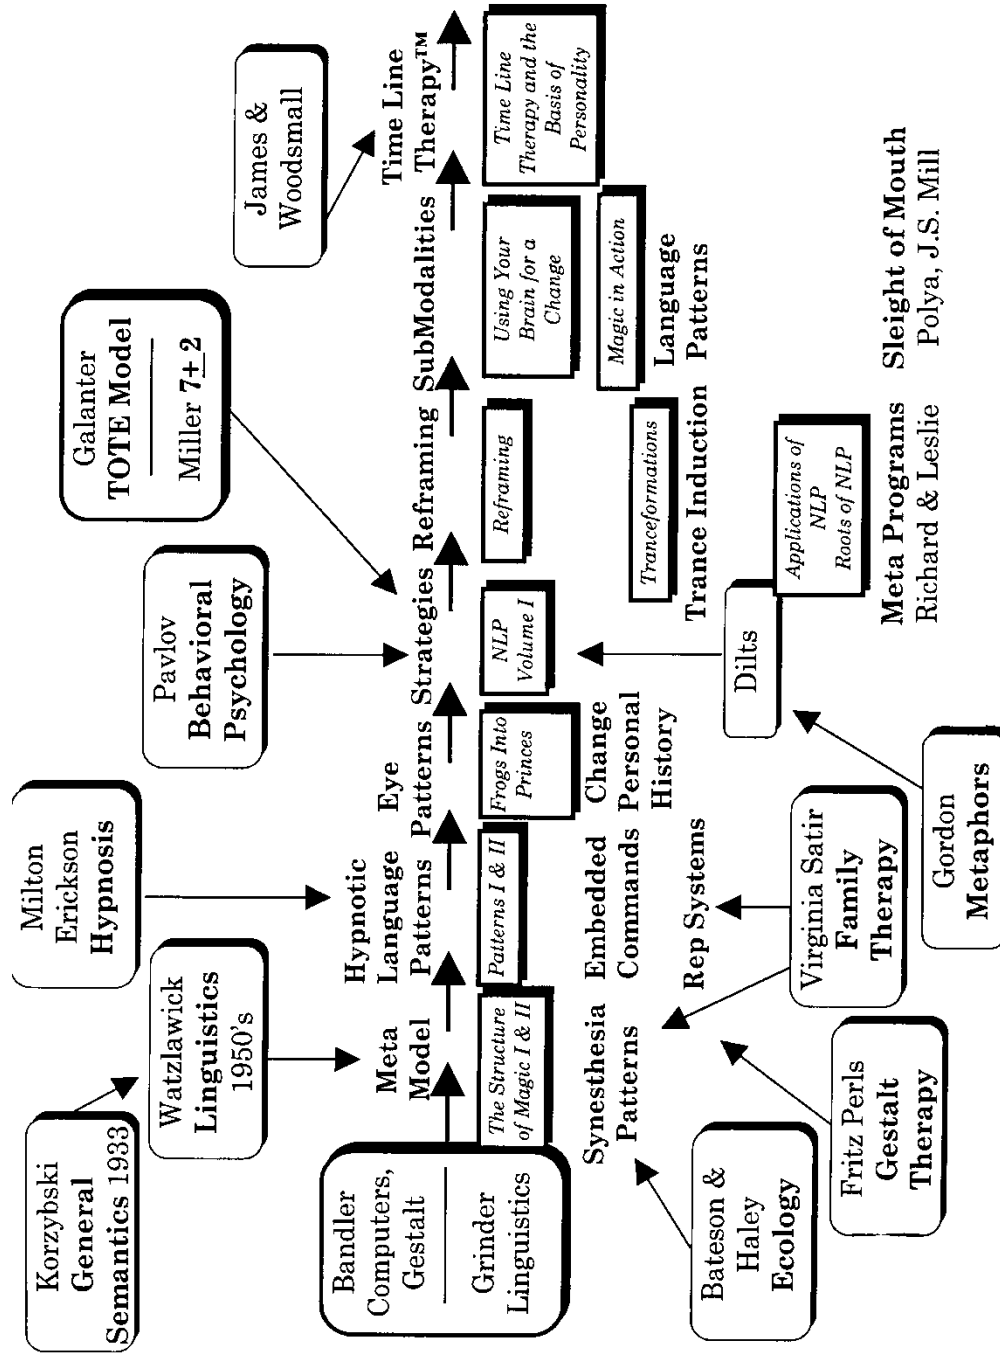 Korzybski
General
Semantics 1933
Watzlawick
Linguistics
1950's
Milton
Erickson
Hypnosis
Pavlov
Behavioral
Psychology
Galanter
TOTE Model
Miller 7± 2
James &
Woodsmall
Bandler
Computers,
Gestalt
Grinder
Linguistics
Meta
Model
Hypnotic
Language
Patterns
Eye
Patterns
Strategies
Reframing
SubModalities
Time Line
Therapy™
The Structure
of Magic I & II
Patterns I & II
Frogs Into
Princes
NLP
Volume I
Reframing
Using Your
Brain for a
Change
Time Line
Therapy and the
Basis of
Personality
Magic in Action
Tranceformations
Synesthesia
Patterns
Embedded
Commands
Rep Systems
Change
Personal
History
Trance Induction
Language
Patterns
Bateson &
Haley
Ecology
Fritz Perls
Gestalt
Therapy
Virginia Satir
Family
Therapy
Gordon
Metaphors
Dilts
Applications of
NLP
Roots of NLP
Meta Programs
Richard & Leslie
Sleight of Mouth
Polya, J.S. Mill